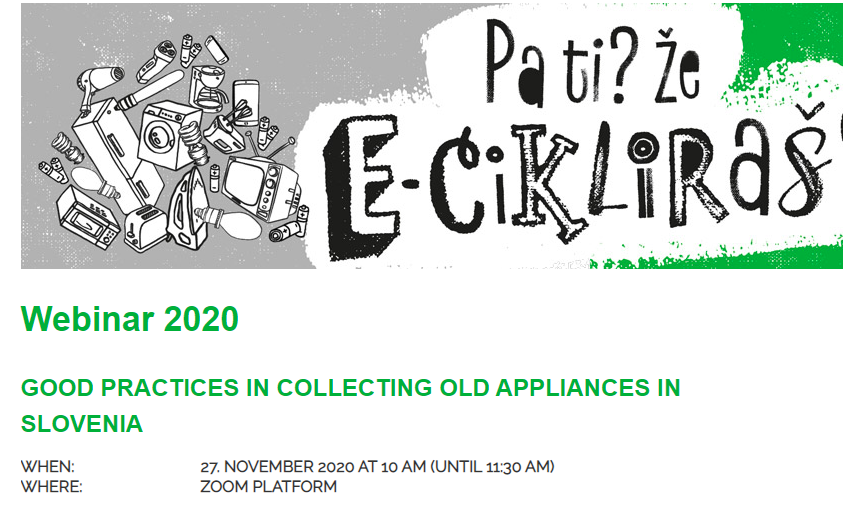 Pa ti? že
E-CiKLiRaš
Webinar 2020
GOOD PRACTICES IN COLLECTING OLD APPLIANCES IN
SLOVENIA
WHEN: 27. NOVEMBER 2020 AT 10 AM (UNTIL 11:30 AM)
WHERE: ZOOM PLATFORM